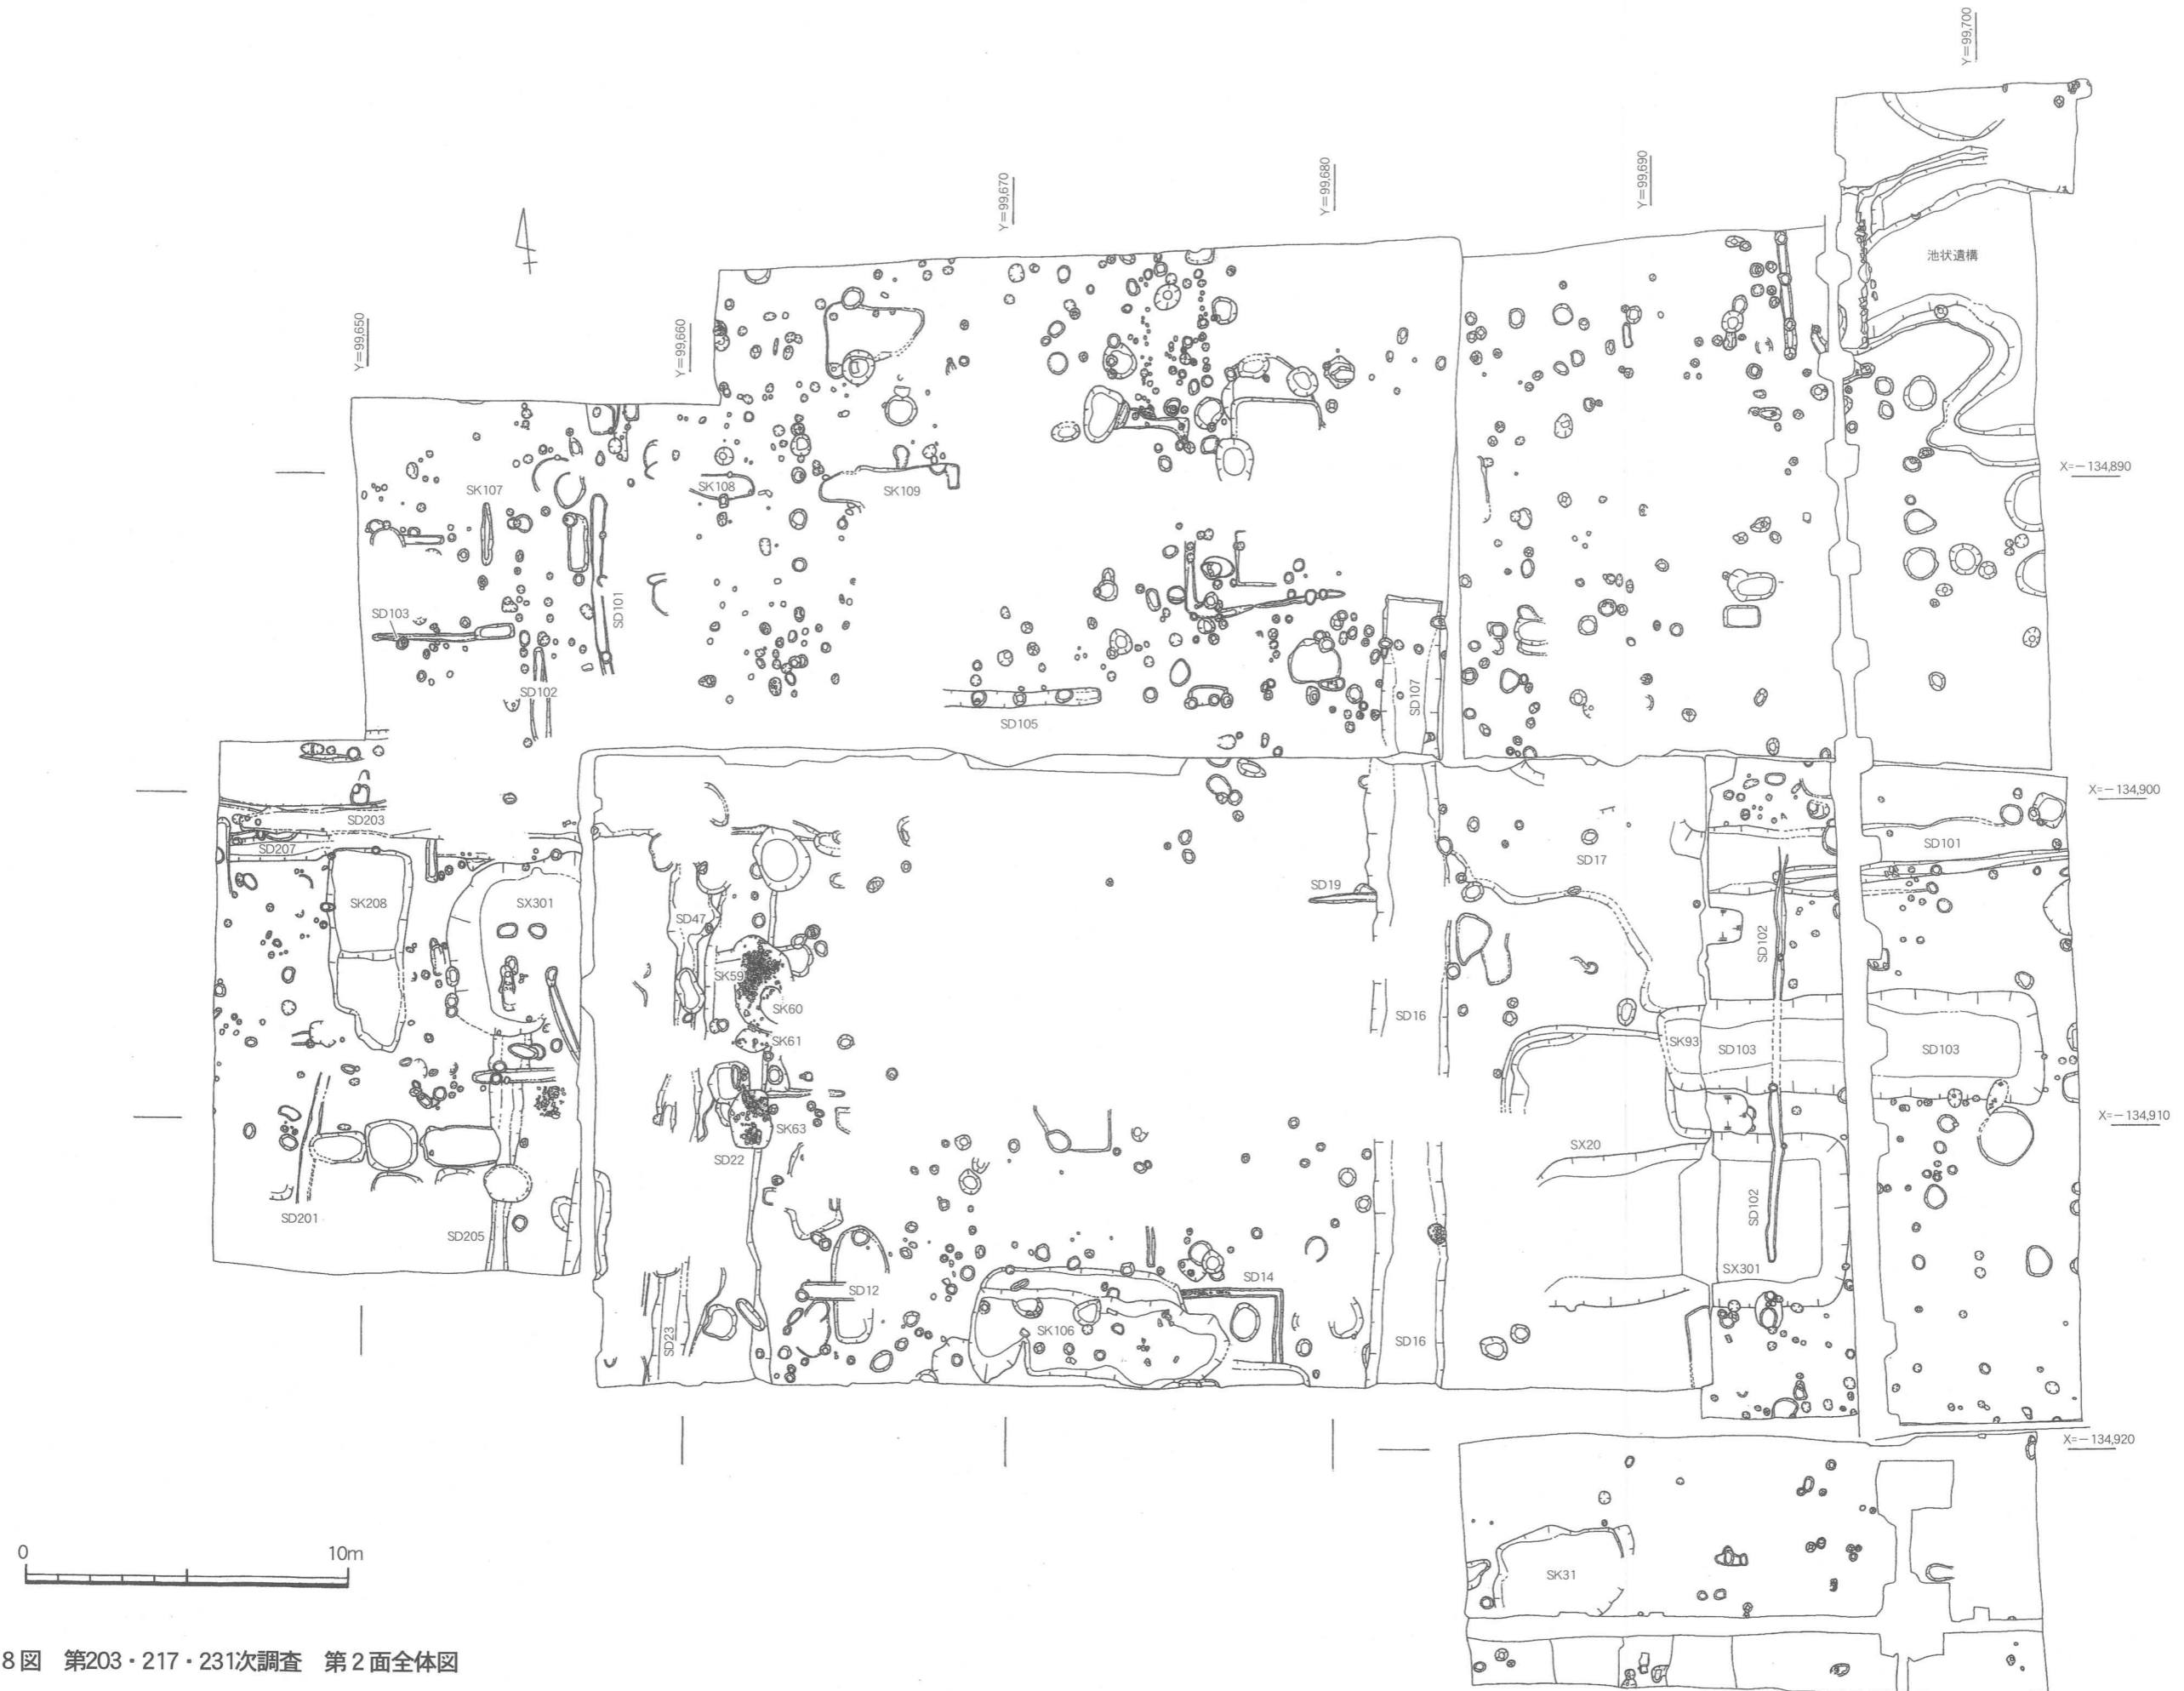 Y=99,700
Y=99,690
Y=99,680
Y=99,670
Y=99,660
Y=99,650
池状遺構
X=-134,890
SK107
SK108
SK109
SD101
SD103
SD102
SD105
SD107
X=-134,900
SD203
SD207
SD17
SD101
SD19
SK208
SX301
SD47
SD102
SK59
SK60
SD16
SK61
SK93
SD103
SD103
X=-134,910
SK63
SX20
SD22
SD201
SD205
SD102
SX301
SD14
SD12
SK106
SD23
SD16
X=-134,920
0 10m
SK31
8図 第203・217・231次調査 第2面全体図